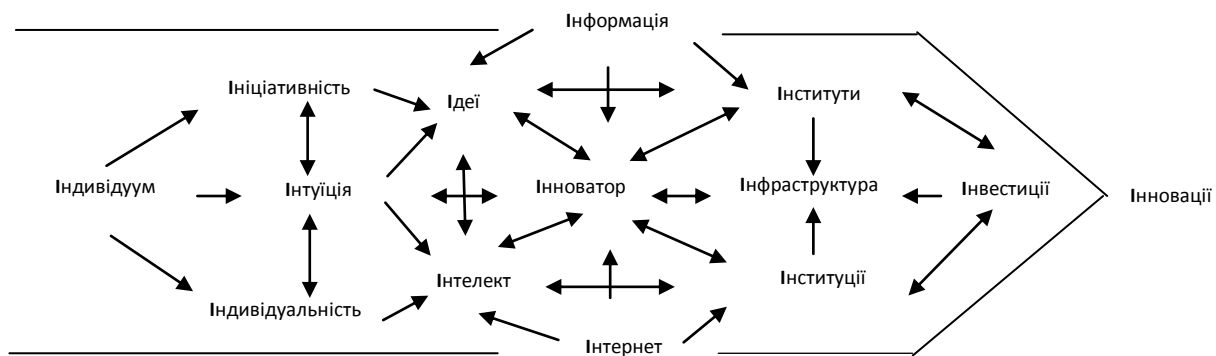 Інформація
Ініціативність
Ідеї
Інститути
Індивідуум
Інтуїція
Інноватор
Інфраструктура
Інвестиції
Інновації
Інтелект
Інституції
Індивідуальність
Інтернет